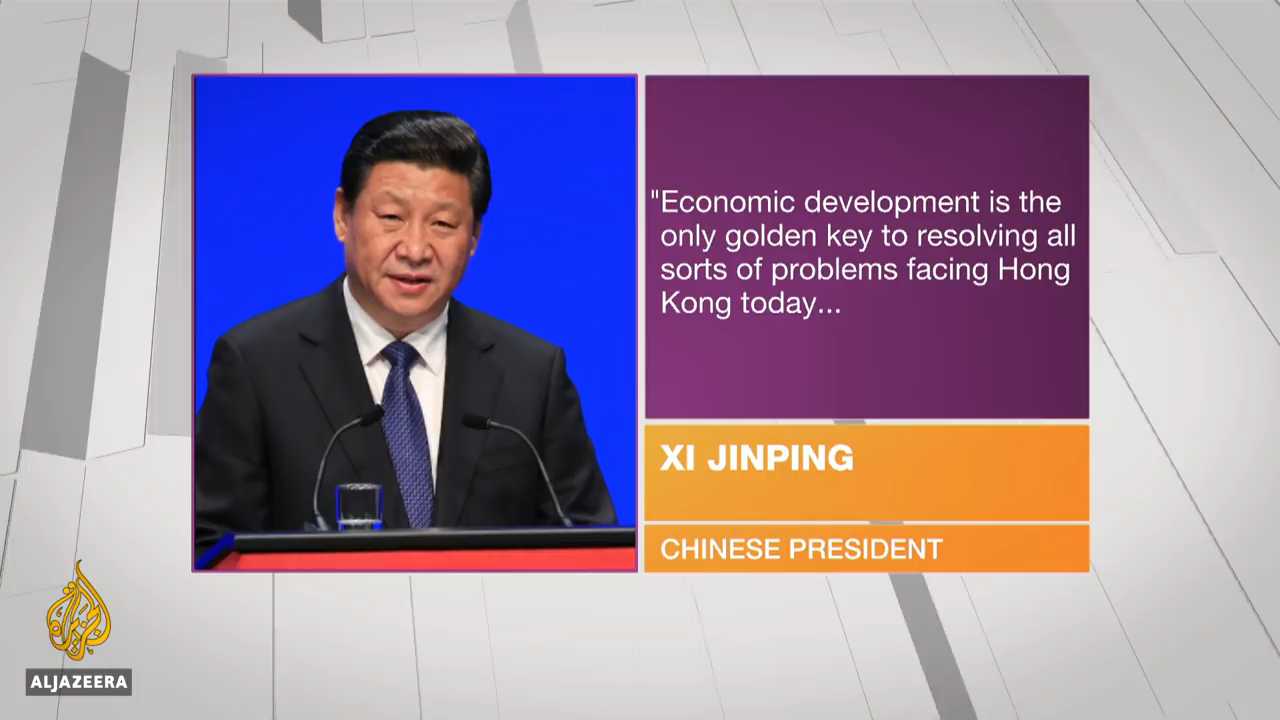 "Economic development is the
only golden key to resolving all
sorts of problems facing Hong
Kong today...
XI JINPING
CHINESE PRESIDENT
ALJAZEERA